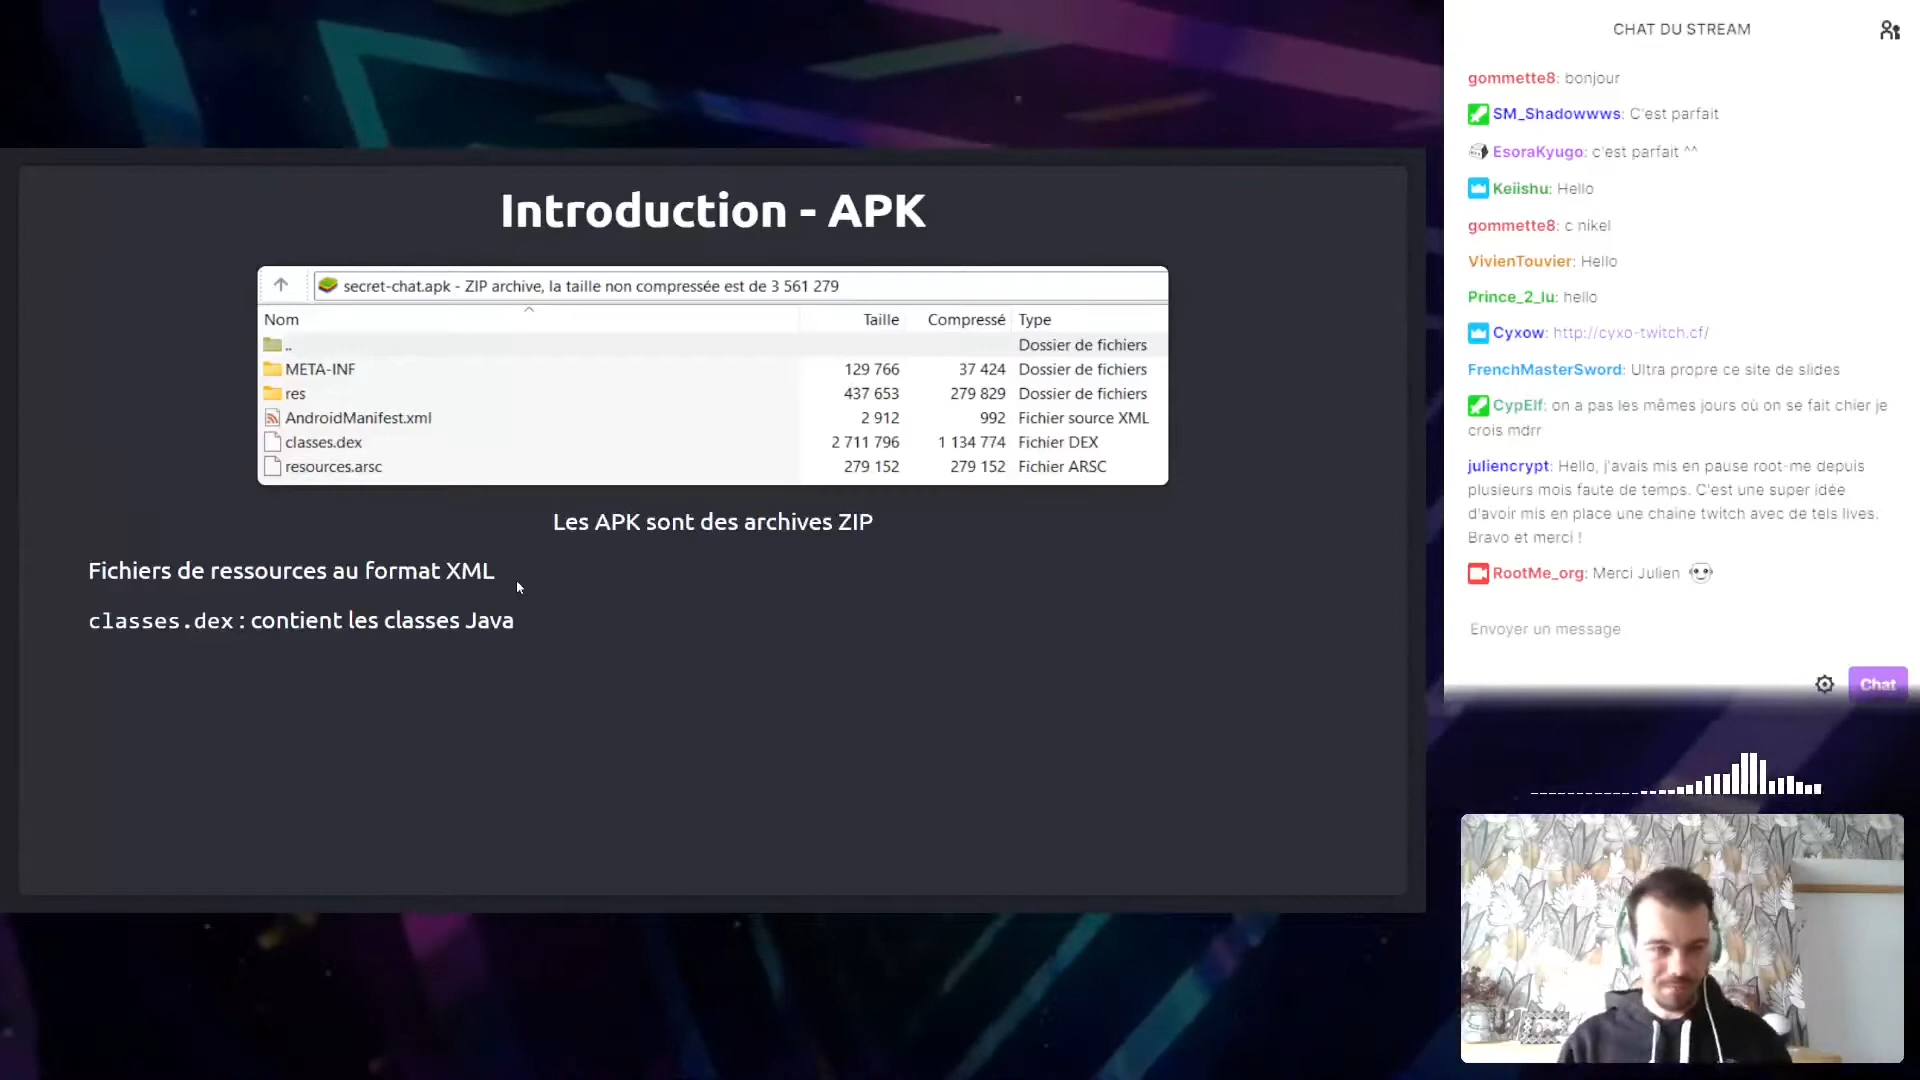 Introduction - APK
secret-chat.apk - ZIP archive, la taille non compressée est de 3 561 279
Nom Taille Compressé Type
.. Dossier de fichiers
META-INF 129 766 37 424 Dossier de fichiers
res 437 653 279 829 Dossier de fichiers
AndroidManifest.xml 2 912 992 Fichier source XML
classes.dex 2 711 796 1 134 774 Fichier DEX
resources.arsc 279 152 279 152 Fichier ARSC
Les APK sont des archives ZIP
Fichiers de ressources au format XML
classes.dex : contient les classes Java
CHAT DU STREAM
gommette8: bonjour
SM_Shadowwws: C'est parfait
EsoraKyugo: c'est parfait ^^
Keiishu: Hello
gommette8: c nikel
VivienTouvier: Hello
Prince_2_lu: hello
Cyxow: http://cyxo-twitch.cf/
FrenchMasterSword: Ultra propre ce site de slides
CypElf: on a pas les mêmes jours où on se fait chier je
crois mdrr
juliencrypt: Hello, j'avais mis en pause root-me depuis
plusieurs mois faute de temps. C'est une super idée
d'avoir mis en place une chaine twitch avec de tels lives.
Bravo et merci !
RootMe_org: Merci Julien
Envoyer un message
Chat